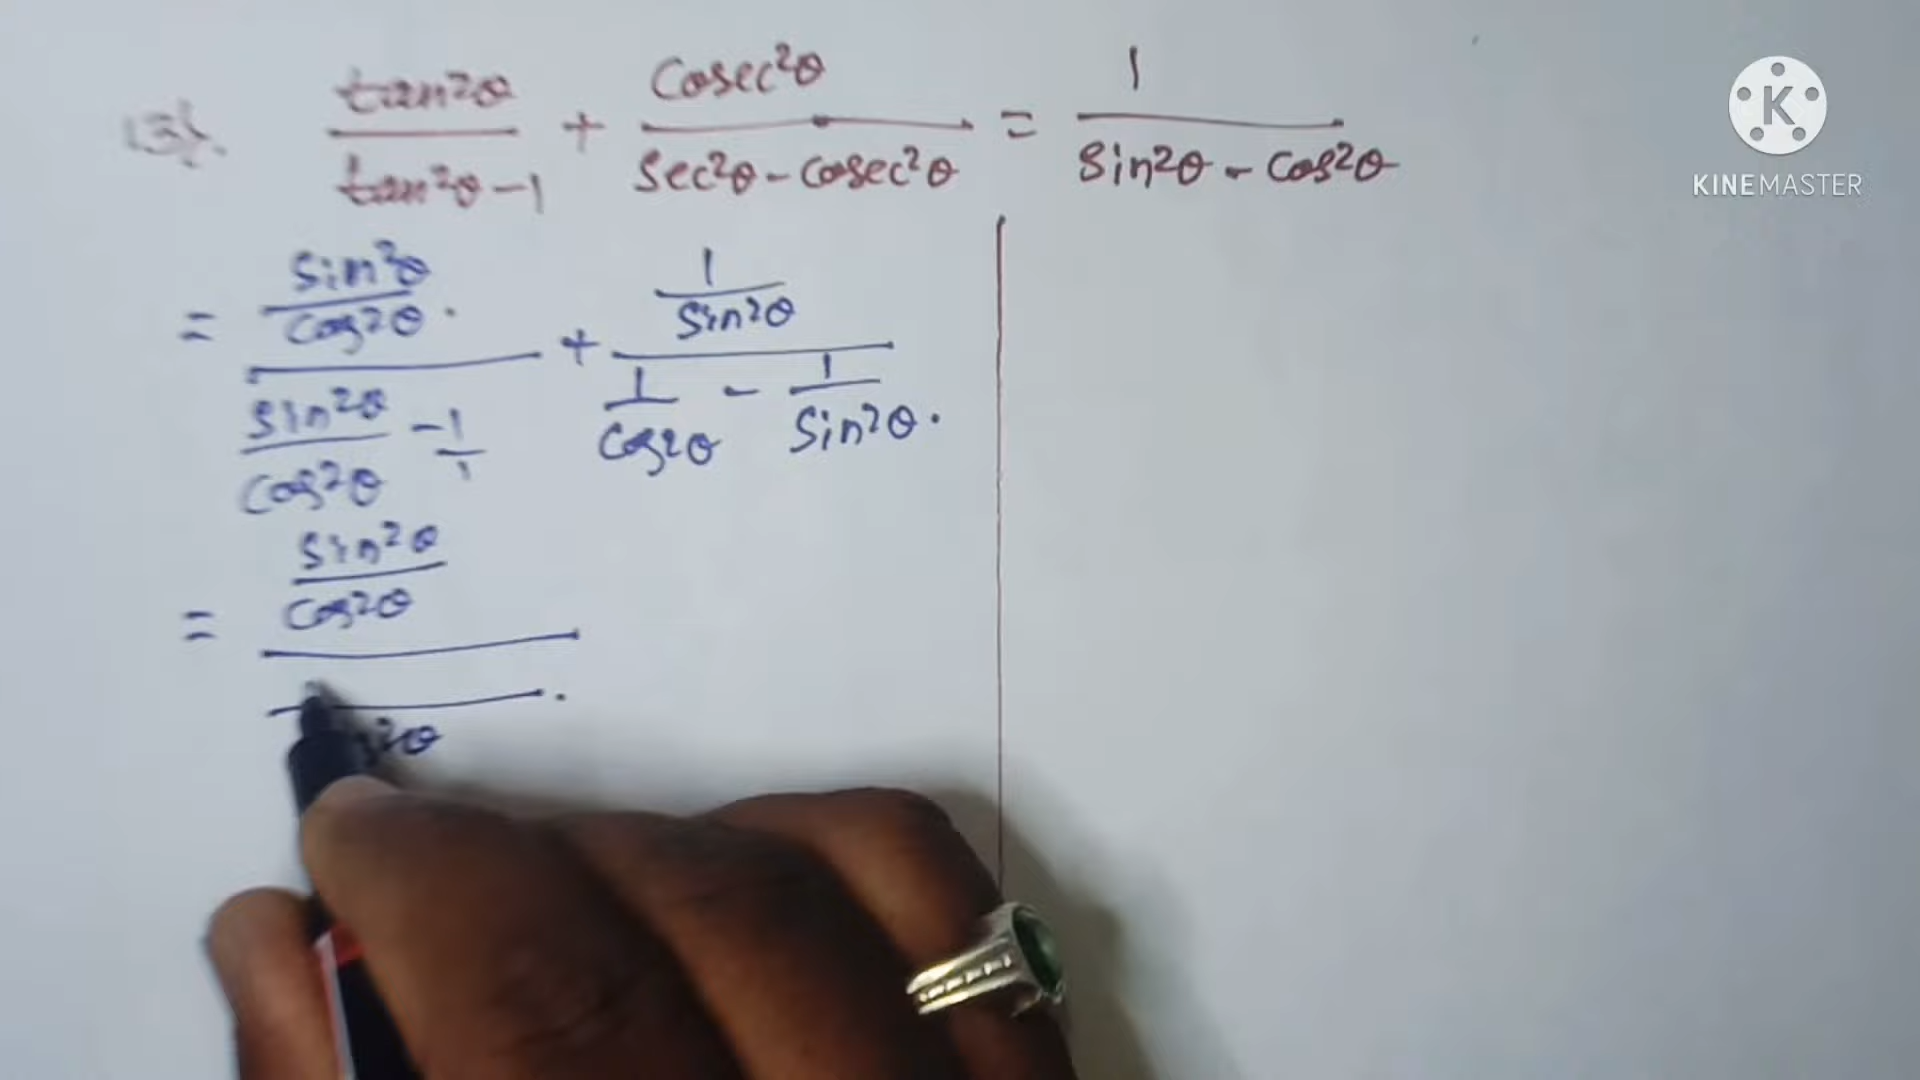 13). tan²θ / tan²θ - 1 + Cosec²θ / Sec²θ - Cosec²θ = 1 / Sin²θ - Cos²θ
= Sin²θ / Cos²θ / Sin²θ / Cos²θ - 1/1 + 1 / Sin²θ / 1 / Cos²θ - 1 / Sin²θ.
= Sin²θ / Cos²θ
K
KINEMASTER